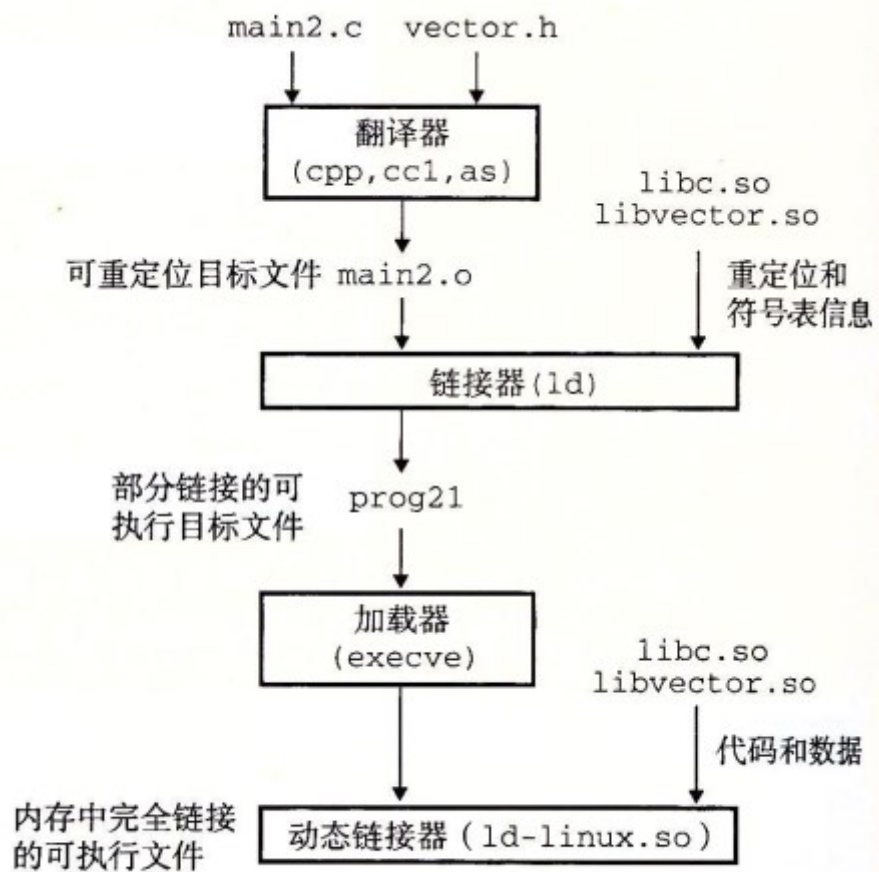 main2.c vector.h
翻译器
(cpp,cc1,as)
libc.so
libvector.so
可重定位目标文件 main2.o
重定位和
符号表信息
链接器(ld)
部分链接的可
执行目标文件
prog21
加载器
(execve)
libc.so
libvector.so
代码和数据
内存中完全链接
的可执行文件
动态链接器(ld-linux.so)